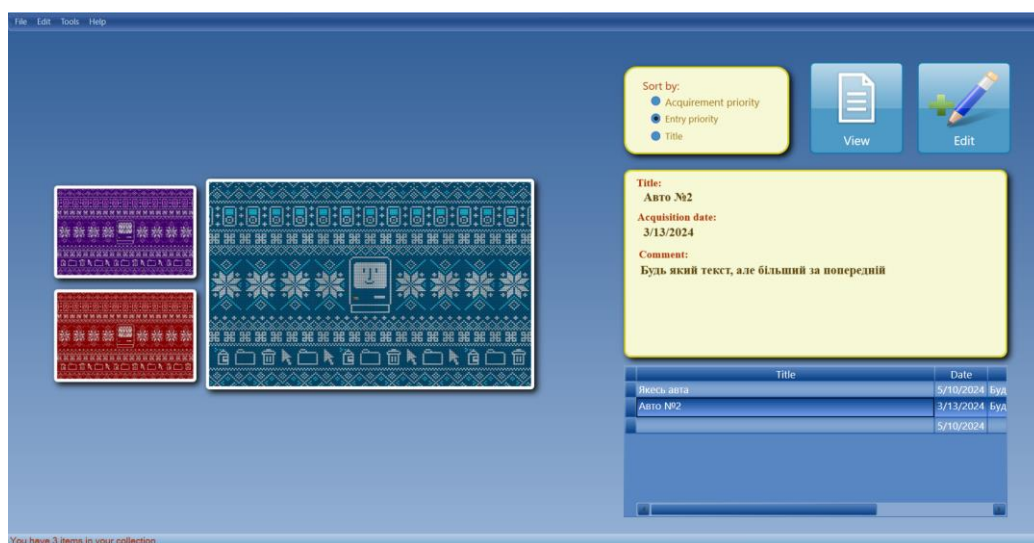 File Edit Tools Help
Sort by:
Acquirement priority
Entry priority
Title
View
Edit
Title:
Авто №2
Acquisition date:
3/13/2024
Comment:
Будь який текст, але більший за попередній
Title Date
Якесь авта 5/10/2024 Буд
Авто №2 3/13/2024 Буд
5/10/2024
You have 3 items in your collection